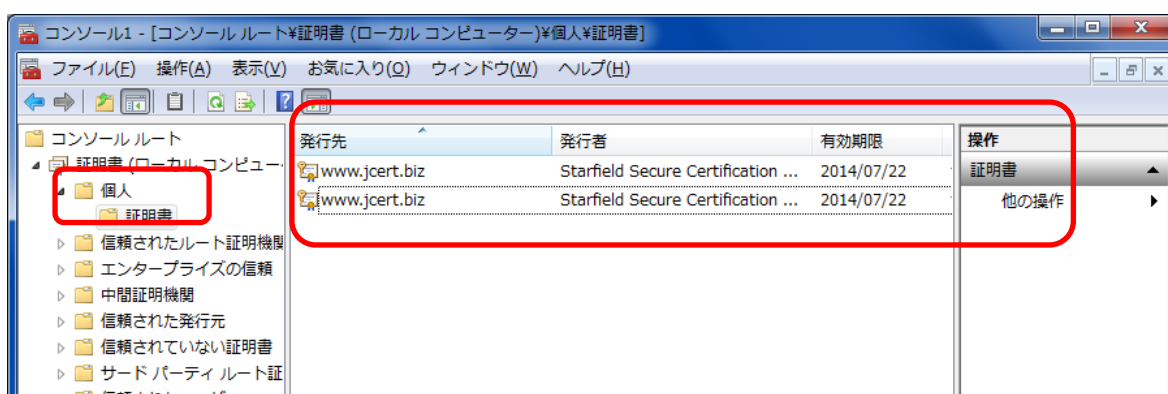 コンソール1 - [コンソール ルート¥証明書 (ローカル コンピューター)¥個人¥証明書]
ファイル(F) 操作(A) 表示(V) お気に入り(O) ウィンドウ(W) ヘルプ(H)
コンソール ルート
証明書 (ローカル コンピュー
個人
証明書
信頼されたルート証明機関
エンタープライズの信頼
中間証明機関
信頼された発行元
信頼されていない証明書
サード パーティ ルート証
発行先 発行者 有効期限
www.jcert.biz Starfield Secure Certification ... 2014/07/22
www.jcert.biz Starfield Secure Certification ... 2014/07/22
操作
証明書
他の操作